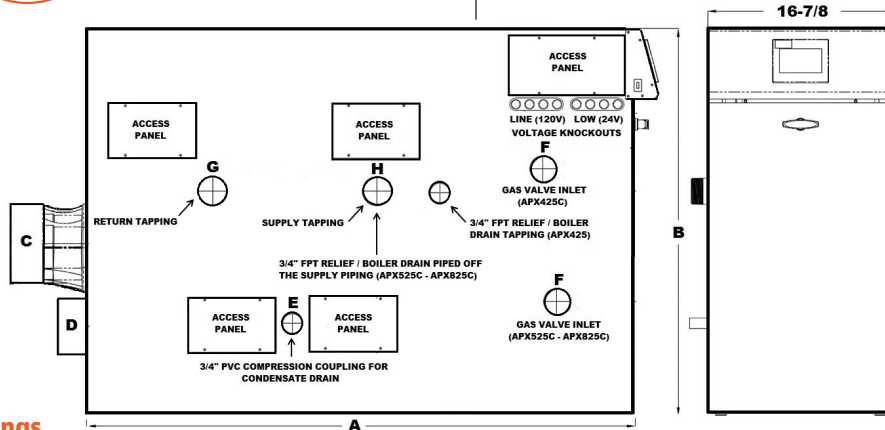 16-7/8
ACCESS
PANEL
LINE (120V) LOW (24V)
VOLTAGE KNOCKOUTS
ACCESS
PANEL
ACCESS
PANEL
F
GAS VALVE INLET
(APX425C)
G
H
RETURN TAPPING
SUPPLY TAPPING
3/4" FPT RELIEF / BOILER
DRAIN TAPPING (APX425)
C
B
3/4" FPT RELIEF / BOILER DRAIN PIPED OFF
THE SUPPLY PIPING (APX525C - APX825C)
F
GAS VALVE INLET
(APX525C - APX825C)
D
ACCESS
PANEL
E
ACCESS
PANEL
3/4" PVC COMPRESSION COUPLING FOR
CONDENSATE DRAIN
A
ngs